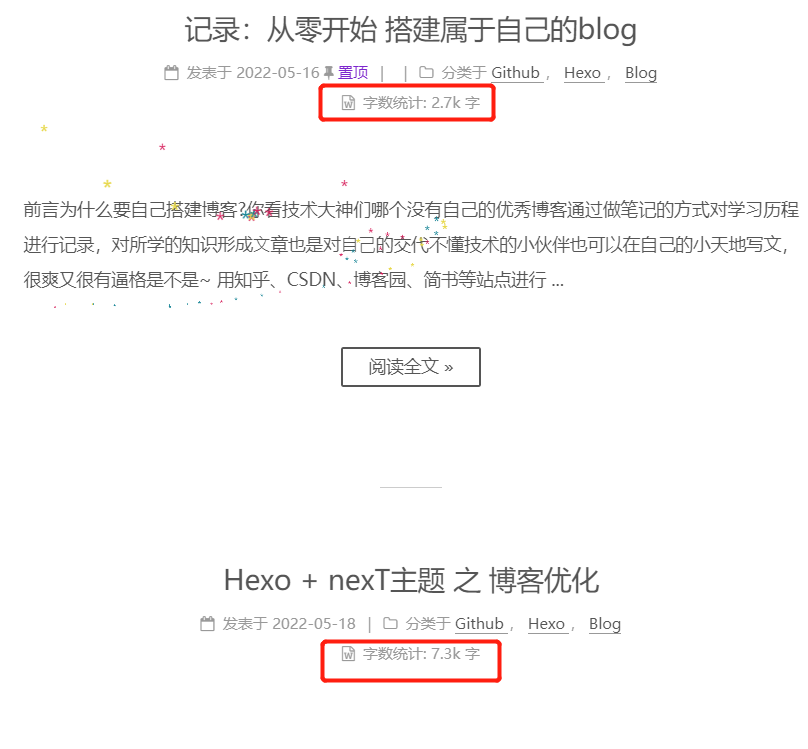 记录：从零开始 搭建属于自己的blog
发表于 2022-05-16 置顶 | | 分类于 Github ， Hexo ， Blog
字数统计: 2.7k 字
前言为什么要自己搭建博客?你看技术大神们哪个没有自己的优秀博客通过做笔记的方式对学习历程
进行记录，对所学的知识形成文章也是对自己的交代不懂技术的小伙伴也可以在自己的小天地写文，
很爽又很有逼格是不是~ 用知乎、CSDN、博客园、简书等站点进行 ...
阅读全文 »
Hexo + nexT主题 之 博客优化
发表于 2022-05-18 | 分类于 Github ， Hexo ， Blog
字数统计: 7.3k 字